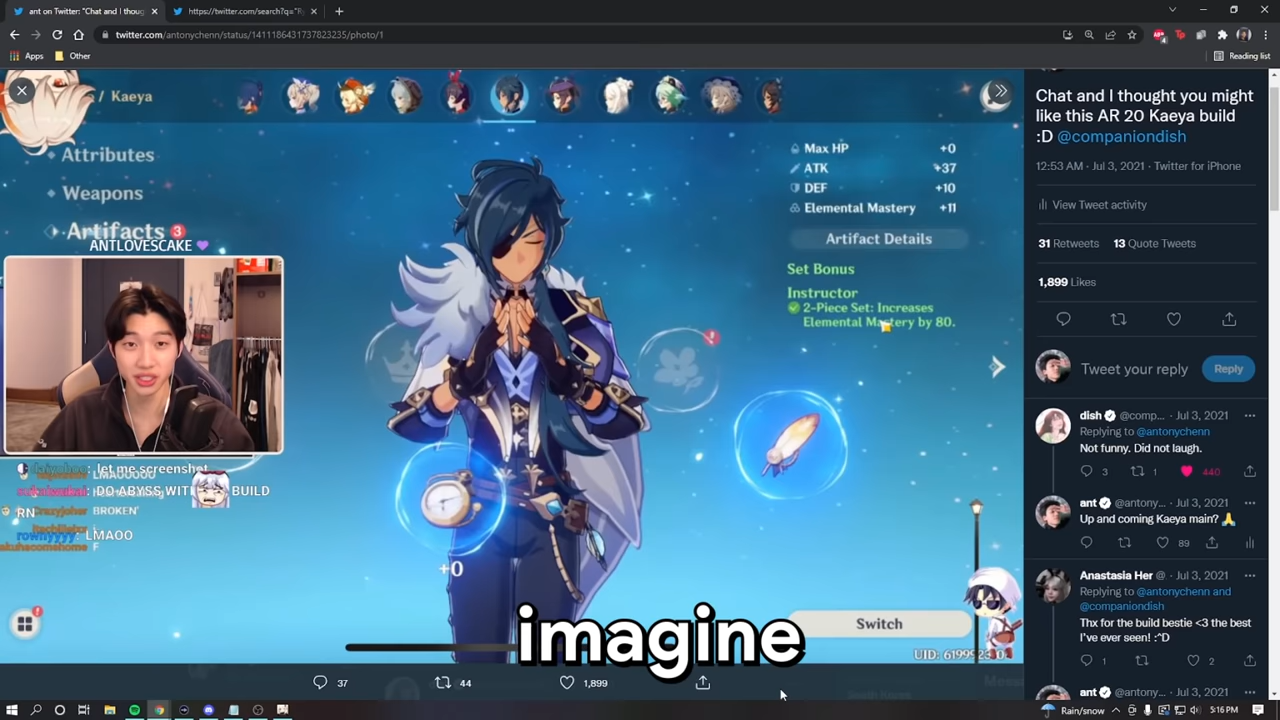 ant on Twitter: "Chat and I thoug
https://twitter.com/search?q="R
twitter.com/antonychenn/status/1411186431737823235/photo/1
Apps
Other
Reading list
/ Kaeya
Attributes
Weapons
Artifacts 3
Max HP +0
ATK +37
DEF +10
Elemental Mastery +11
Artifact Details
Set Bonus
Instructor
2-Piece Set: Increases
Elemental Mastery by 80.
+0
Switch
ANTLOVESCAKE
: let me screenshot
LMAOOOO
DO ABYSS WITH BUILD
RN
Crazyjoher BROKEN'
: LMAOO
F
imagine
37
44
1,899
Chat and I thought you might
like this AR 20 Kaeya build
:D @companiondish
12:53 AM · Jul 3, 2021 · Twitter for iPhone
View Tweet activity
31 Retweets 13 Quote Tweets
1,899 Likes
Tweet your reply
Reply
dish @comp... · Jul 3, 2021
Replying to @antonychenn
Not funny. Did not laugh.
3 1 440
ant @antony... · Jul 3, 2021
Up and coming Kaeya main?
89
Anastasia Her @ · Jul 3, 2021
Replying to @antonychenn and
@companiondish
Thx for the build bestie <3 the best
I've ever seen! :^D
1 2
ant @antony... · Jul 3, 2021
Rain/snow
5:16 PM